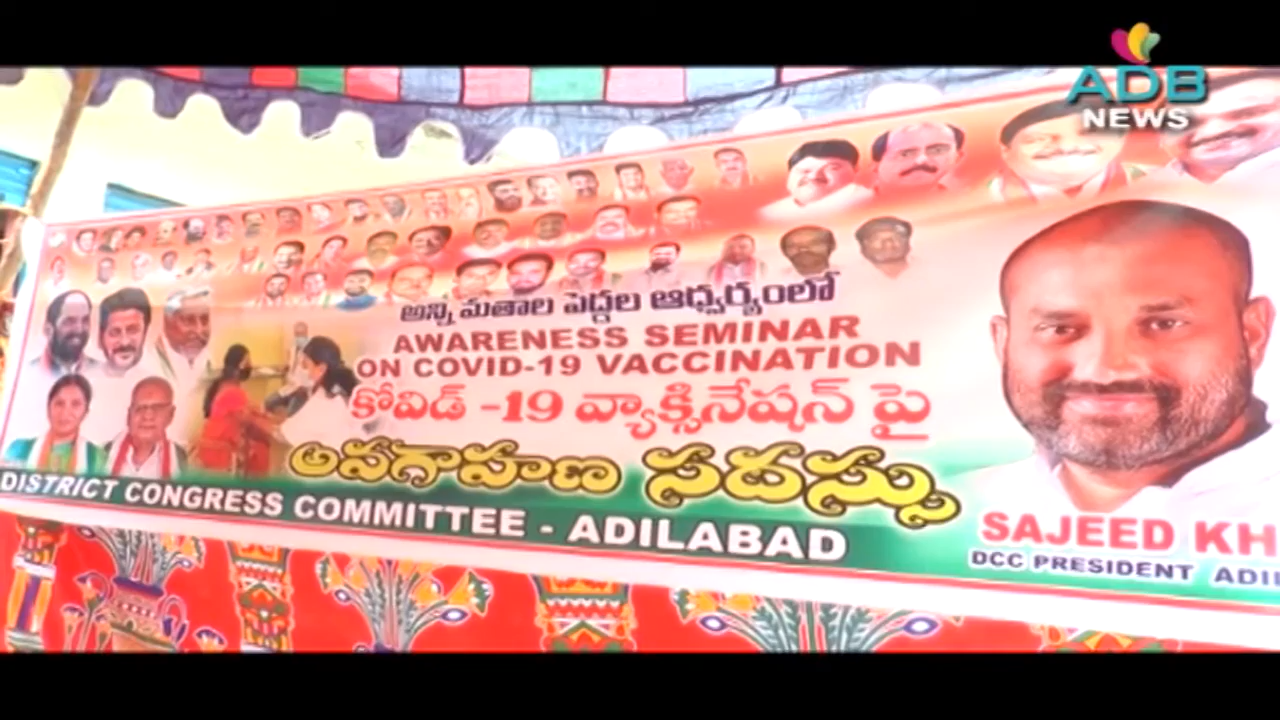 ADB
NEWS
అన్ని మతాల పెద్దల ఆధ్వర్యంలో
AWARENESS SEMINAR
ON COVID-19 VACCINATION
కోవిడ్ -19 వ్యాక్సినేషన్ పై
అవగాహణ సదస్సు
DISTRICT CONGRESS COMMITTEE - ADILABAD
SAJEED KH
DCC PRESIDENT ADIL